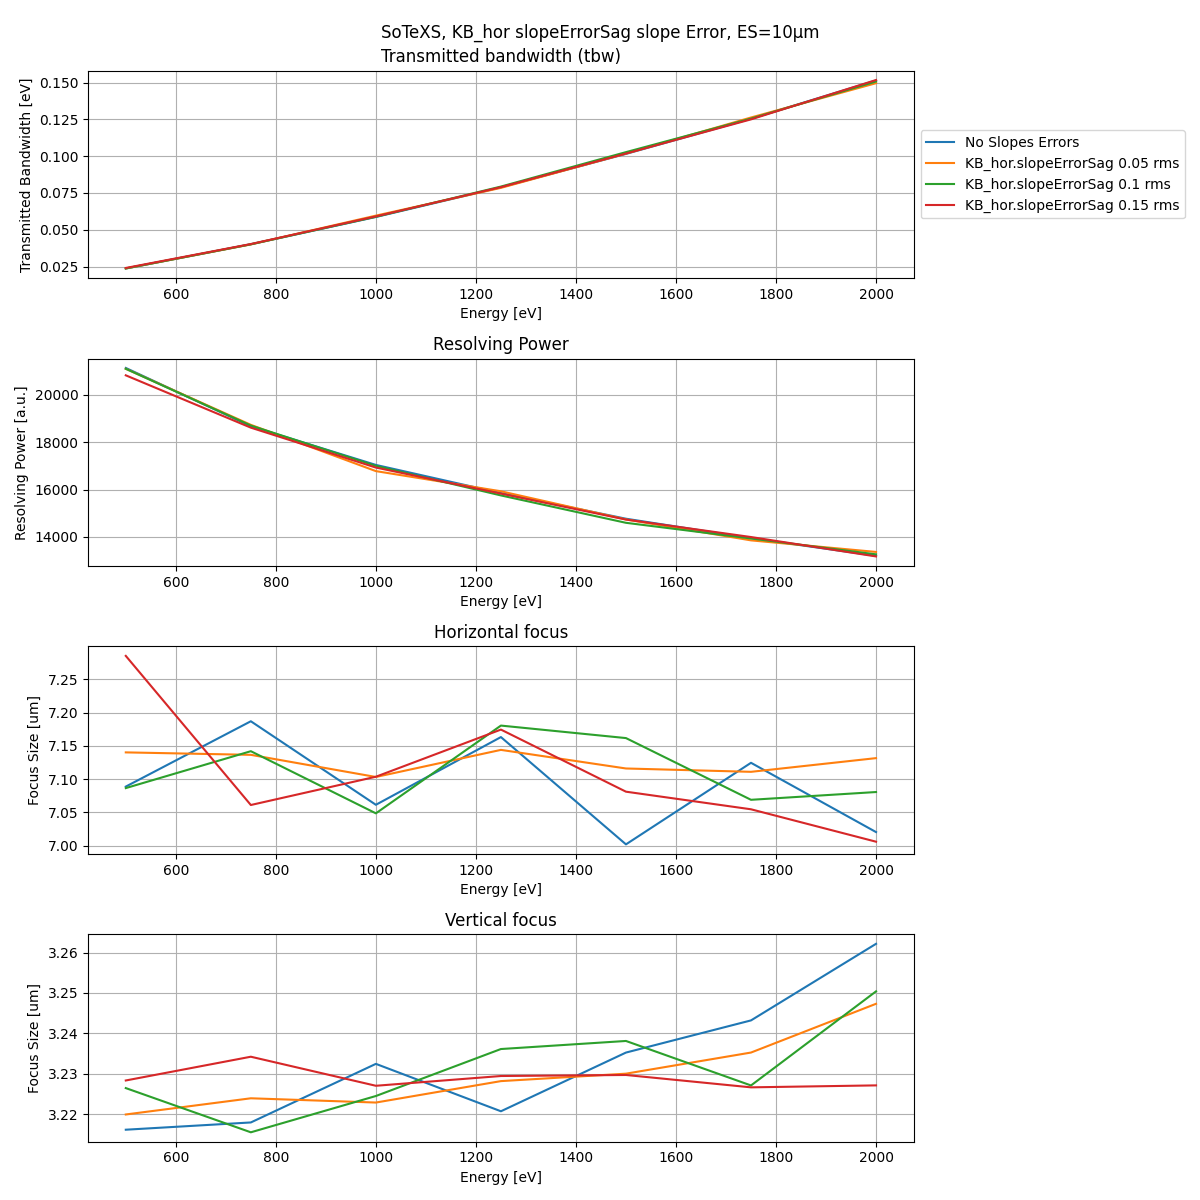 SoTeXS, KB_hor slopeErrorSag slope Error, ES=10µm
Transmitted bandwidth (tbw)
Transmitted Bandwidth [eV]
0.150
0.125
0.100
0.075
0.050
0.025
600 800 1000 1200 1400 1600 1800 2000
Energy [eV]
No Slopes Errors
KB_hor.slopeErrorSag 0.05 rms
KB_hor.slopeErrorSag 0.1 rms
KB_hor.slopeErrorSag 0.15 rms
Resolving Power
Resolving Power [a.u.]
20000
18000
16000
14000
600 800 1000 1200 1400 1600 1800 2000
Energy [eV]
Horizontal focus
Focus Size [um]
7.25
7.20
7.15
7.10
7.05
7.00
600 800 1000 1200 1400 1600 1800 2000
Energy [eV]
Vertical focus
Focus Size [um]
3.26
3.25
3.24
3.23
3.22
600 800 1000 1200 1400 1600 1800 2000
Energy [eV]